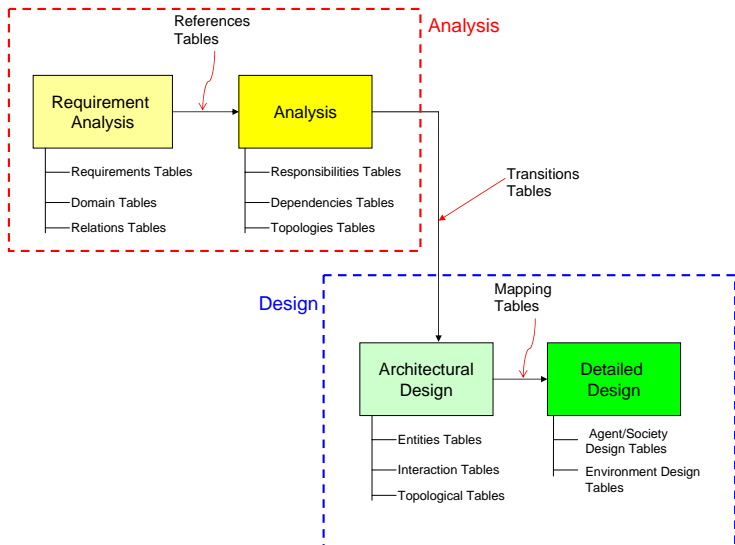 References
Tables
Analysis
Requirement
Analysis
Analysis
Requirements Tables
Domain Tables
Relations Tables
Responsibilities Tables
Dependencies Tables
Topologies Tables
Transitions
Tables
Design
Mapping
Tables
Architectural
Design
Detailed
Design
Entities Tables
Interaction Tables
Topological Tables
Agent/Society
Design Tables
Environment Design
Tables